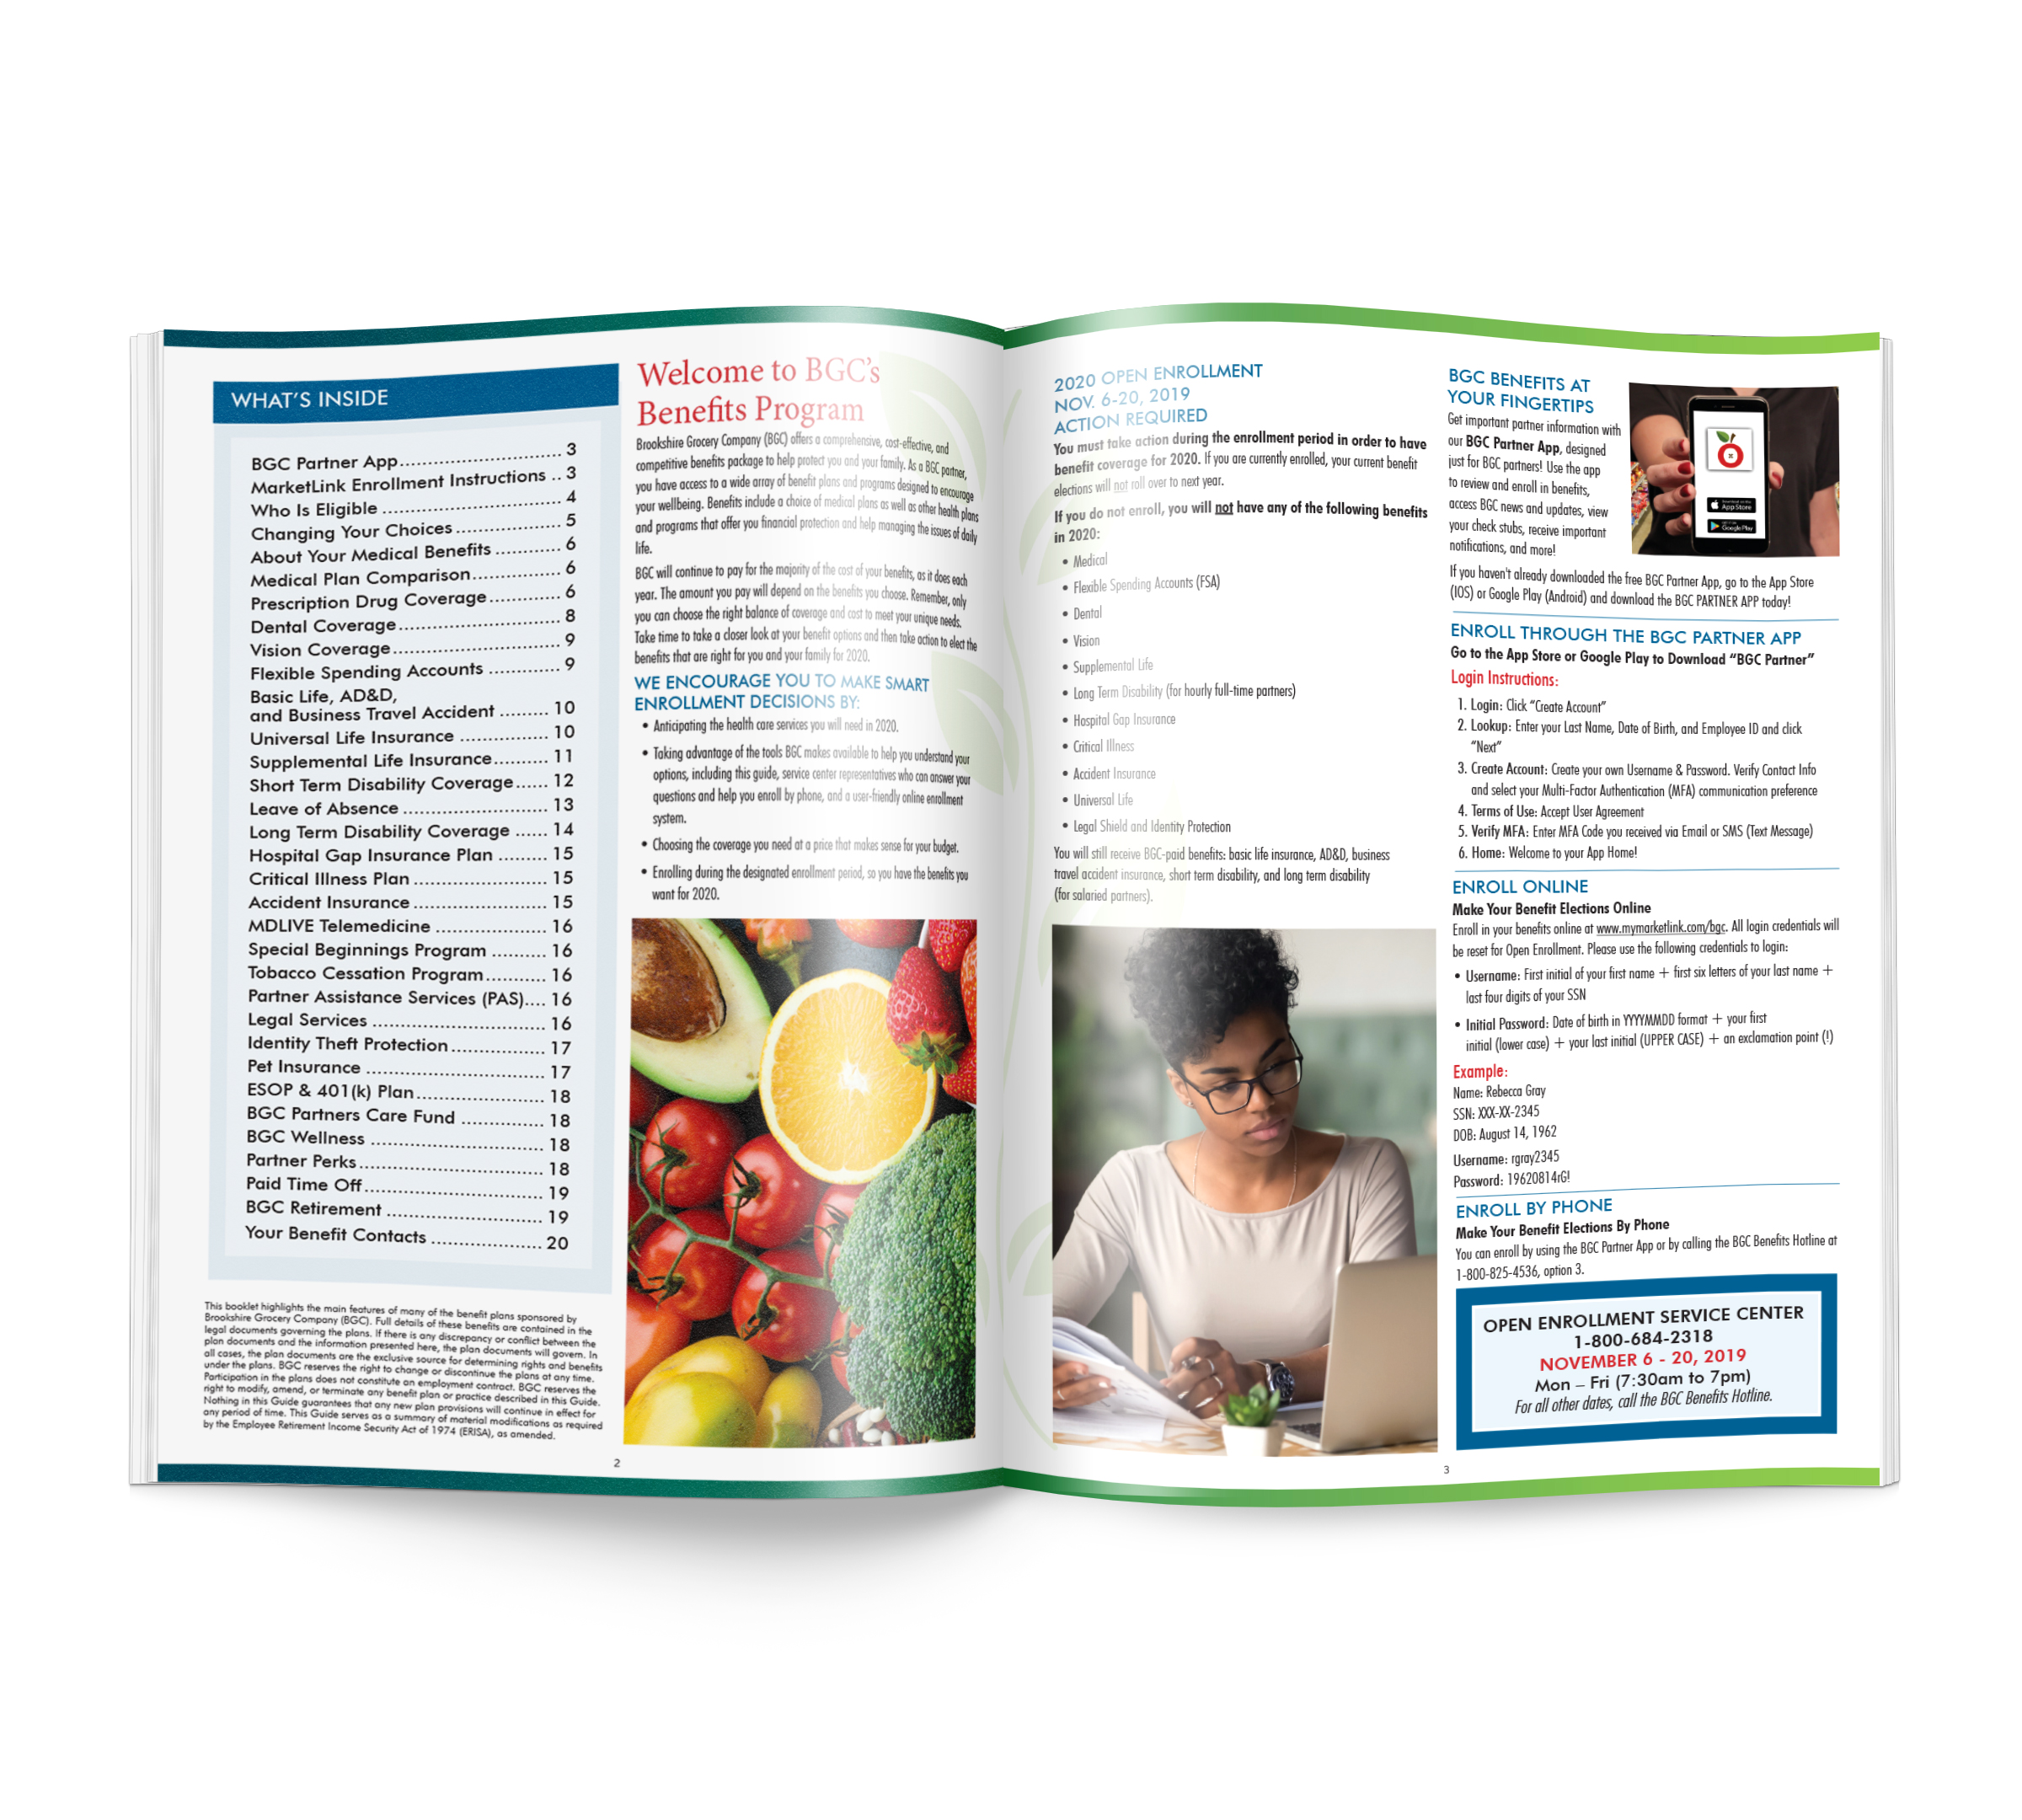 WHAT'S INSIDE
BGC Partner App.............................. 3
MarketLink Enrollment Instructions .. 3
Who Is Eligible ................................ 4
Changing Your Choices................... 5
About Your Medical Benefits ............ 6
Medical Plan Comparison................ 6
Prescription Drug Coverage............. 6
Dental Coverage............................. 8
Vision Coverage.............................. 9
Flexible Spending Accounts ............. 9
Basic Life, AD&D,
and Business Travel Accident ......... 10
Universal Life Insurance ................. 10
Supplemental Life Insurance.......... 11
Short Term Disability Coverage...... 12
Leave of Absence .......................... 13
Long Term Disability Coverage ...... 14
Hospital Gap Insurance Plan ......... 15
Critical Illness Plan ........................ 15
Accident Insurance ........................ 15
MDLIVE Telemedicine .................... 16
Special Beginnings Program .......... 16
Tobacco Cessation Program........... 16
Partner Assistance Services (PAS).... 16
Legal Services ............................... 16
Identity Theft Protection................. 17
Pet Insurance ................................ 17
ESOP & 401(k) Plan....................... 18
BGC Partners Care Fund ............... 18
BGC Wellness ............................... 18
Partner Perks................................. 18
Paid Time Off................................ 19
BGC Retirement ............................ 19
Your Benefit Contacts .................... 20
This booklet highlights the main features of many of the benefit plans sponsored by
Brookshire Grocery Company (BGC). Full details of these benefits are contained in the
legal documents governing the plans. If there is any discrepancy or conflict between the
plan documents and the information presented here, the plan documents will govern. In
all cases, the plan documents are the exclusive source for determining rights and benefits
under the plans. BGC reserves the right to change or discontinue the plans at any time.
Participation in the plans does not constitute an employment contract. BGC reserves the
right to modify, amend, or terminate any benefit plan or practice described in this Guide.
Nothing in this Guide guarantees that any new plan provisions will continue in effect for
any period of time. This Guide serves as a summary of material modifications as required
by the Employee Retirement Income Security Act of 1974 (ERISA), as amended.
Welcome to BGC's
Benefits Program
Brookshire Grocery Company (BGC) offers a comprehensive, cost-effective, and
competitive benefits package to help protect you and your family. As a BGC partner,
you have access to a wide array of benefit plans and programs designed to encourage
your wellbeing. Benefits include a choice of medical plans as well as other health plans
and programs that offer you financial protection and help managing the issues of daily
life.
BGC will continue to pay for the majority of the cost of your benefits, as it does each
year. The amount you pay will depend on the benefits you choose. Remember, only
you can choose the right balance of coverage and cost to meet your unique needs.
Take time to take a closer look at your benefit options and then take action to elect the
benefits that are right for you and your family for 2020.
WE ENCOURAGE YOU TO MAKE SMART
ENROLLMENT DECISIONS BY:
• Anticipating the health care services you will need in 2020.
• Taking advantage of the tools BGC makes available to help you understand your
options, including this guide, service center representatives who can answer your
questions and help you enroll by phone, and a user-friendly online enrollment
system.
• Choosing the coverage you need at a price that makes sense for your budget.
• Enrolling during the designated enrollment period, so you have the benefits you
want for 2020.
2
2020 OPEN ENROLLMENT
NOV. 6-20, 2019
ACTION REQUIRED
You must take action during the enrollment period in order to have
benefit coverage for 2020. If you are currently enrolled, your current benefit
elections will not roll over to next year.
If you do not enroll, you will not have any of the following benefits
in 2020:
• Medical
• Flexible Spending Accounts (FSA)
• Dental
• Vision
• Supplemental Life
• Long Term Disability (for hourly full-time partners)
• Hospital Gap Insurance
• Critical Illness
• Accident Insurance
• Universal Life
• Legal Shield and Identity Protection
You will still receive BGC-paid benefits: basic life insurance, AD&D, business
travel accident insurance, short term disability, and long term disability
(for salaried partners).
BGC BENEFITS AT
YOUR FINGERTIPS
Get important partner information with
our BGC Partner App, designed
just for BGC partners! Use the app
to review and enroll in benefits,
access BGC news and updates, view
your check stubs, receive important
notifications, and more!
Download on the
App Store
Google Play
If you haven't already downloaded the free BGC Partner App, go to the App Store
(IOS) or Google Play (Android) and download the BGC PARTNER APP today!
ENROLL THROUGH THE BGC PARTNER APP
Go to the App Store or Google Play to Download "BGC Partner"
Login Instructions:
1. Login: Click "Create Account"
2. Lookup: Enter your Last Name, Date of Birth, and Employee ID and click
"Next"
3. Create Account: Create your own Username & Password. Verify Contact Info
and select your Multi-Factor Authentication (MFA) communication preference
4. Terms of Use: Accept User Agreement
5. Verify MFA: Enter MFA Code you received via Email or SMS (Text Message)
6. Home: Welcome to your App Home!
ENROLL ONLINE
Make Your Benefit Elections Online
Enroll in your benefits online at www.mymarketlink.com/bgc. All login credentials will
be reset for Open Enrollment. Please use the following credentials to login:
• Username: First initial of your first name + first six letters of your last name +
last four digits of your SSN
• Initial Password: Date of birth in YYYYMMDD format + your first
initial (lower case) + your last initial (UPPER CASE) + an exclamation point (!)
Example:
Name: Rebecca Gray
SSN: XXX-XX-2345
DOB: August 14, 1962
Username: rgray2345
Password: 19620814rG!
ENROLL BY PHONE
Make Your Benefit Elections By Phone
You can enroll by using the BGC Partner App or by calling the BGC Benefits Hotline at
1-800-825-4536, option 3.
OPEN ENROLLMENT SERVICE CENTER
1-800-684-2318
NOVEMBER 6 - 20, 2019
Mon – Fri (7:30am to 7pm)
For all other dates, call the BGC Benefits Hotline.
3